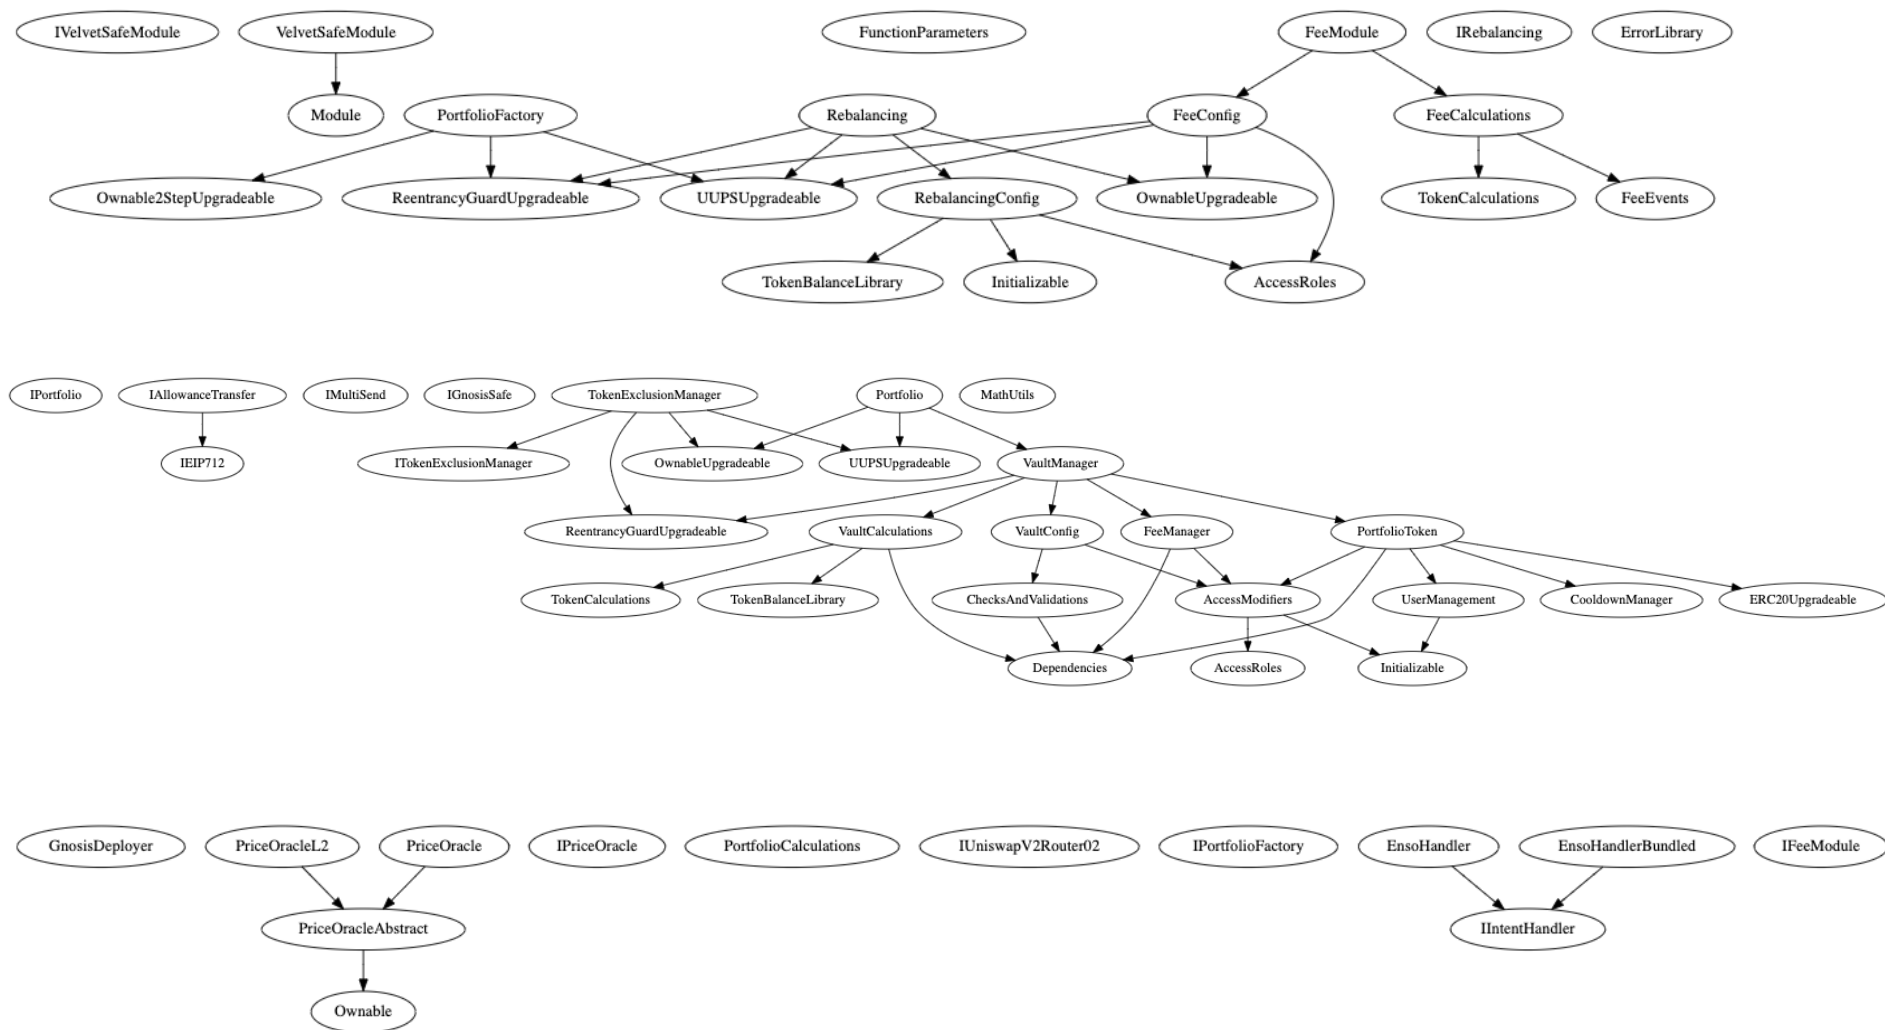 IVelvetSafeModule
VelvetSafeModule
FunctionParameters
FeeModule
IRebalancing
ErrorLibrary
Module
PortfolioFactory
Rebalancing
FeeConfig
FeeCalculations
Ownable2StepUpgradeable
ReentrancyGuardUpgradeable
UUPSUpgradeable
RebalancingConfig
OwnableUpgradeable
TokenCalculations
FeeEvents
TokenBalanceLibrary
Initializable
AccessRoles
IPortfolio
IAllowanceTransfer
IMultiSend
IGnosisSafe
TokenExclusionManager
Portfolio
MathUtils
IEIP712
ITokenExclusionManager
OwnableUpgradeable
UUPSUpgradeable
VaultManager
ReentrancyGuardUpgradeable
VaultCalculations
VaultConfig
FeeManager
PortfolioToken
TokenCalculations
TokenBalanceLibrary
ChecksAndValidations
AccessModifiers
UserManagement
CooldownManager
ERC20Upgradeable
Dependencies
AccessRoles
Initializable
GnosisDeployer
PriceOracleL2
PriceOracle
IPriceOracle
PortfolioCalculations
IUniswapV2Router02
IPortfolioFactory
EnsoHandler
EnsoHandlerBundled
IFeeModule
PriceOracleAbstract
IIntentHandler
Ownable